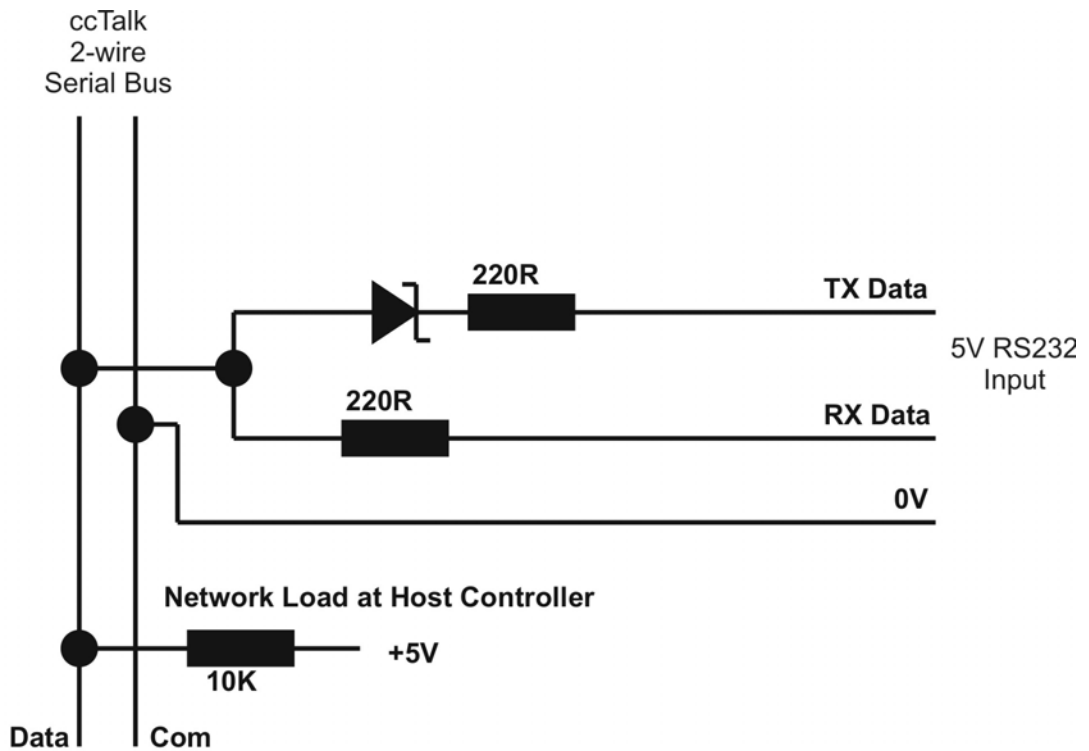 ccTalk
2-wire
Serial Bus
220R
TX Data
5V RS232
Input
220R
RX Data
0V
Network Load at Host Controller
+5V
10K
Data
Com